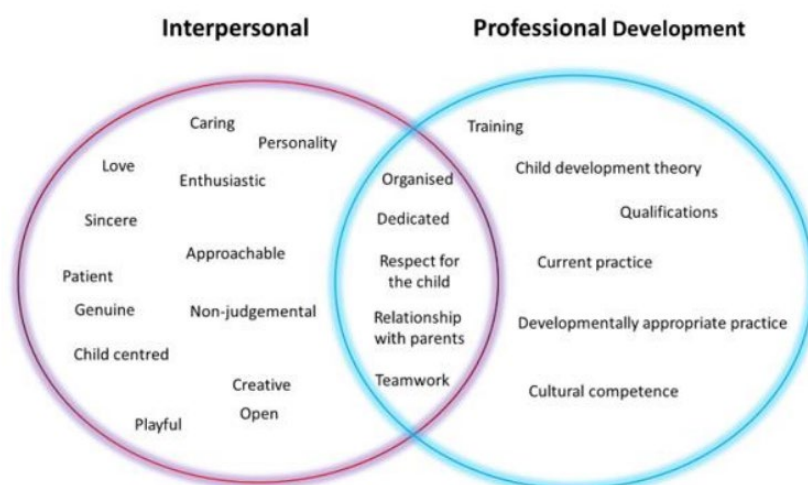 Interpersonal
Professional Development
Caring
Personality
Love
Enthusiastic
Sincere
Approachable
Patient
Genuine
Non-judgemental
Child centred
Creative
Open
Playful
Organised
Dedicated
Respect for
the child
Relationship
with parents
Teamwork
Training
Child development theory
Qualifications
Current practice
Developmentally appropriate practice
Cultural competence